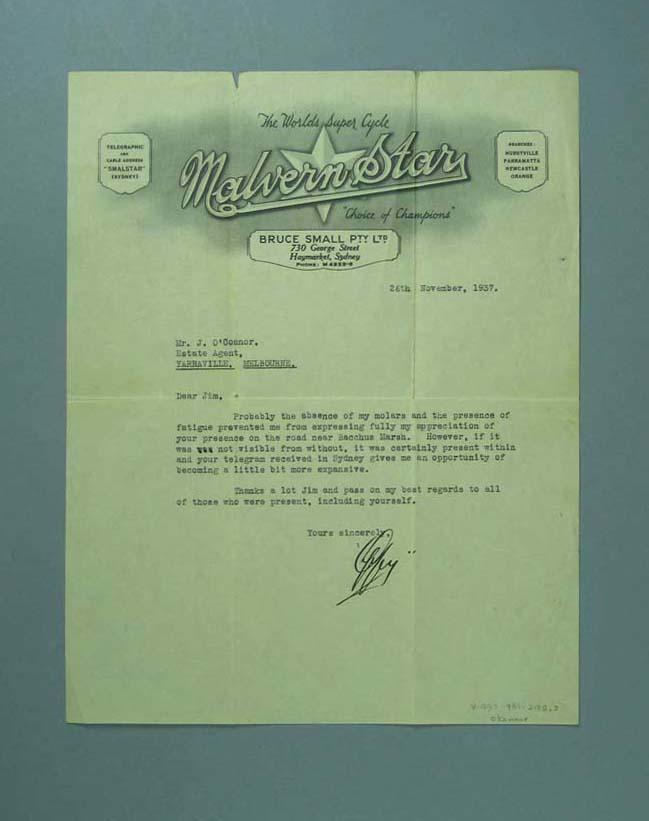 The Worlds Super Cycle
TELEGRAPHIC
AND
CABLE ADDRESS
"SMALSTAR"
(SYDNEY)
Malvern Star
BRANCHES:
HURSTVILLE
PARRAMATTA
NEWCASTLE
ORANGE
"Choice of Champions"
BRUCE SMALL PTY LTD
730 George Street
Haymarket, Sydney
26th November, 1937.
Mr. J. O'Connor,
Estate Agent,
YARRAVILLE, MELBOURNE.
Dear Jim,
Probably the absence of my molars and the presence of
fatigue prevented me from expressing fully my appreciation of
your presence on the road near Bacchus Marsh. However, if it
was not visible from without, it was certainly present within
and your telegram received in Sydney gives me an opportunity of
becoming a little bit more expansive.
Thanks a lot Jim and pass on my best regards to all
of those who were present, including yourself.
Yours sincerely,
"Oppy"
O'Connor